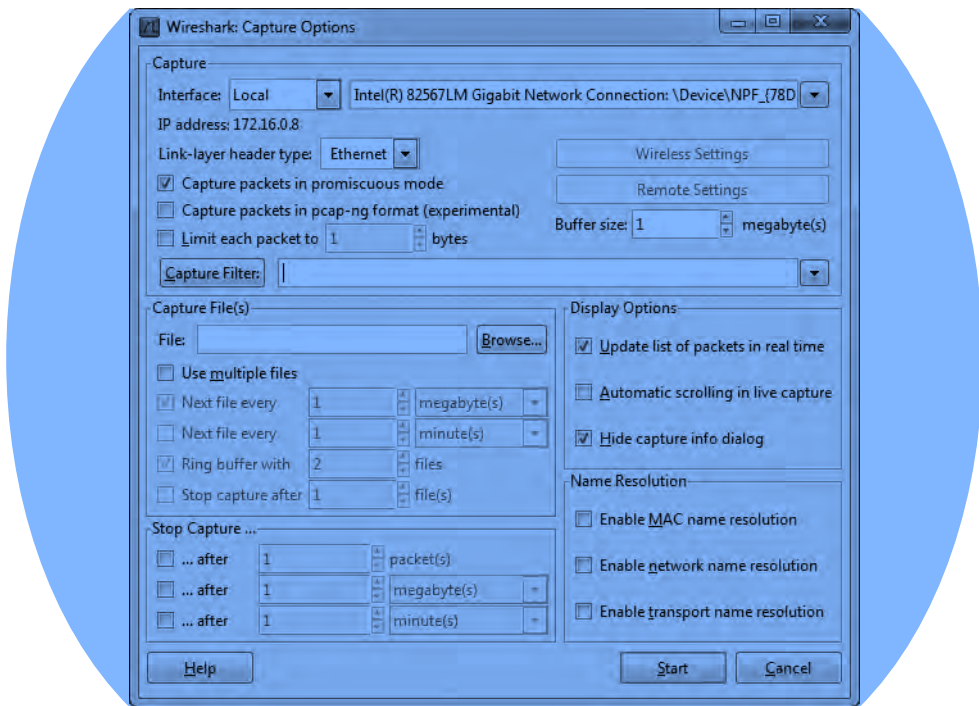 Wireshark: Capture Options
Capture
Interface: Local Intel(R) 82567LM Gigabit Network Connection: \Device\NPF_{78D
IP address: 172.16.0.8
Link-layer header type: Ethernet
Wireless Settings
Capture packets in promiscuous mode
Remote Settings
Capture packets in pcap-ng format (experimental)
Buffer size: 1 megabyte(s)
Limit each packet to 1 bytes
Capture Filter:
Capture File(s)
File: Browse...
Use multiple files
Next file every 1 megabyte(s)
Next file every 1 minute(s)
Ring buffer with 2 files
Stop capture after 1 file(s)
Display Options
Update list of packets in real time
Automatic scrolling in live capture
Hide capture info dialog
Stop Capture ...
... after 1 packet(s)
... after 1 megabyte(s)
... after 1 minute(s)
Name Resolution
Enable MAC name resolution
Enable network name resolution
Enable transport name resolution
Help
Start
Cancel